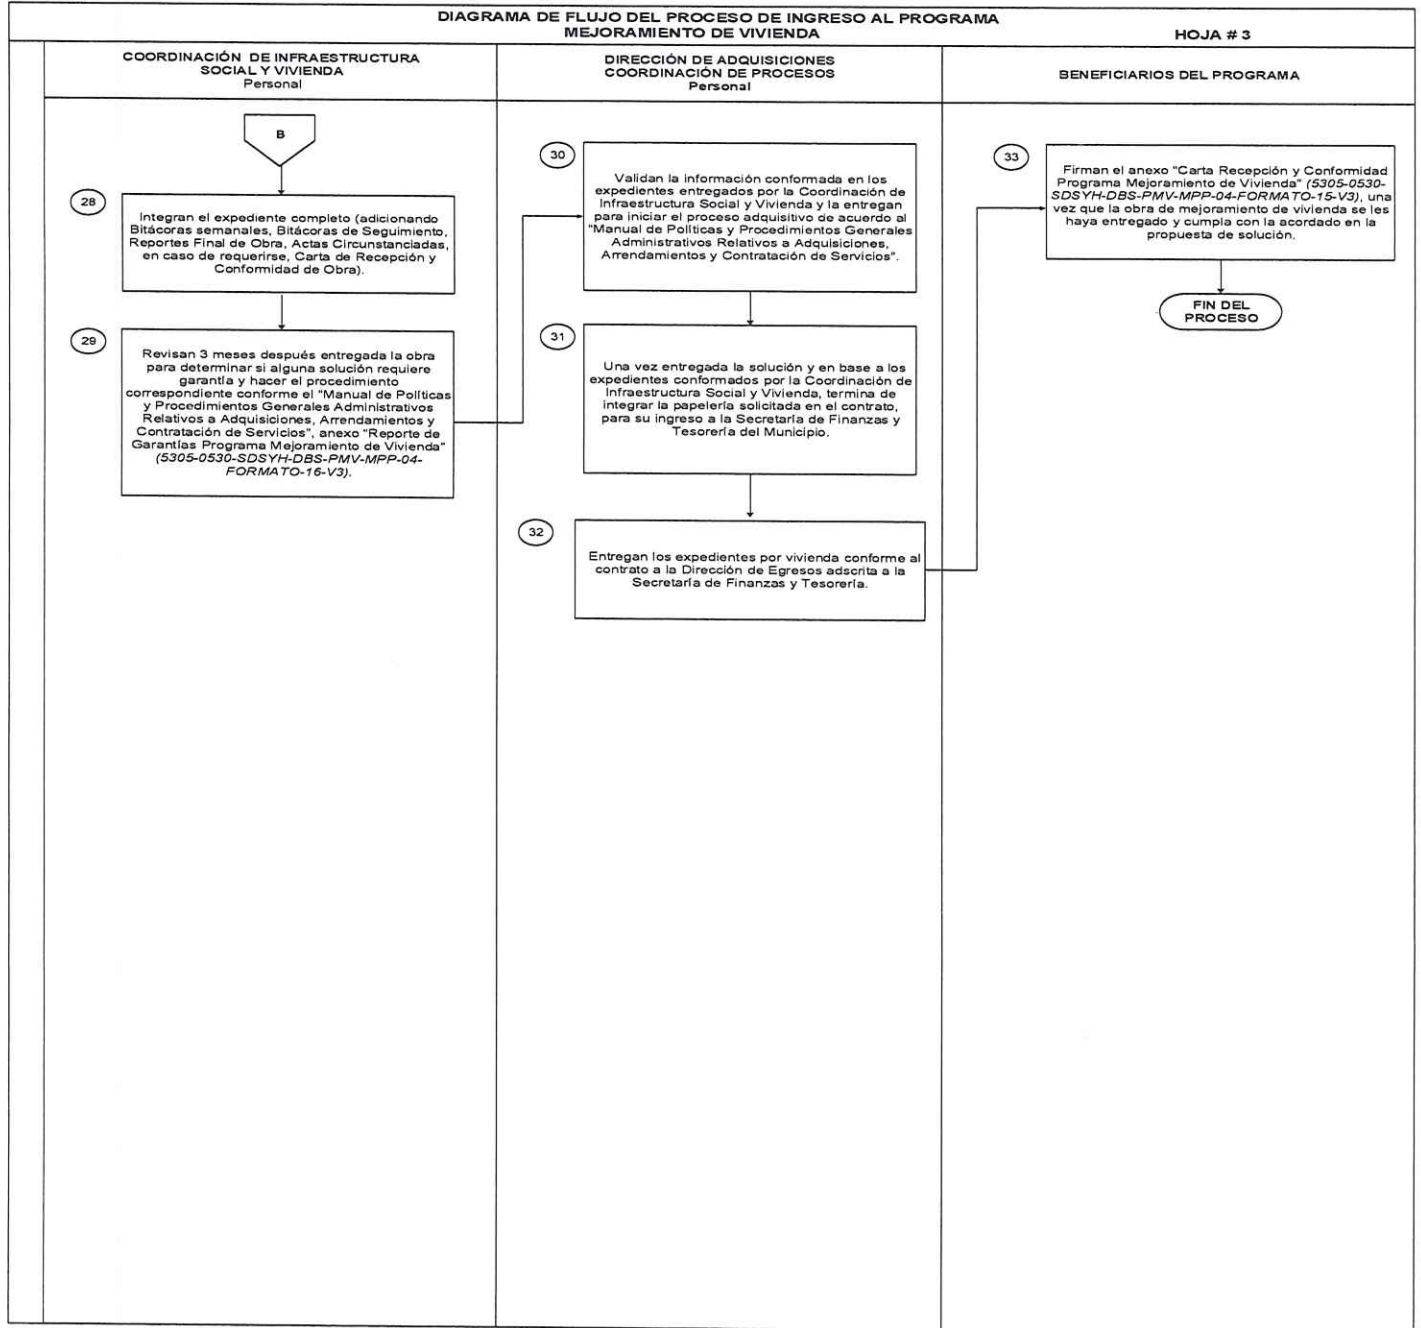 DIAGRAMA DE FLUJO DEL PROCESO DE INGRESO AL PROGRAMA
MEJORAMIENTO DE VIVIENDA
HOJA # 3
COORDINACIÓN DE INFRAESTRUCTURA
SOCIAL Y VIVIENDA
Personal
DIRECCIÓN DE ADQUISICIONES
COORDINACIÓN DE PROCESOS
Personal
BENEFICIARIOS DEL PROGRAMA
B
28
Integran el expediente completo (adicionando
Bitácoras semanales, Bitácoras de Seguimiento,
Reportes Final de Obra, Actas Circunstanciadas,
en caso de requerirse, Carta de Recepción y
Conformidad de Obra).
29
Revisan 3 meses después entregada la obra
para determinar si alguna solución requiere
garantía y hacer el procedimiento
correspondiente conforme el "Manual de Políticas
y Procedimientos Generales Administrativos
Relativos a Adquisiciones, Arrendamientos y
Contratación de Servicios", anexo "Reporte de
Garantías Programa Mejoramiento de Vivienda"
(5305-0530-SDSYH-DBS-PMV-MPP-04-
FORMATO-16-V3).
30
Validan la información conformada en los
expedientes entregados por la Coordinación de
Infraestructura Social y Vivienda y la entregan
para iniciar el proceso adquisitivo de acuerdo al
"Manual de Políticas y Procedimientos Generales
Administrativos Relativos a Adquisiciones,
Arrendamientos y Contratación de Servicios".
31
Una vez entregada la solución y en base a los
expedientes conformados por la Coordinación de
Infraestructura Social y Vivienda, termina de
integrar la papelería solicitada en el contrato,
para su ingreso a la Secretaría de Finanzas y
Tesorería del Municipio.
32
Entregan los expedientes por vivienda conforme al
contrato a la Dirección de Egresos adscrita a la
Secretaría de Finanzas y Tesorería.
33
Firman el anexo "Carta Recepción y Conformidad
Programa Mejoramiento de Vivienda" (5305-0530-
SDSYH-DBS-PMV-MPP-04-FORMATO-15-V3), una
vez que la obra de mejoramiento de vivienda se les
haya entregado y cumpla con la acordado en la
propuesta de solución.
FIN DEL
PROCESO